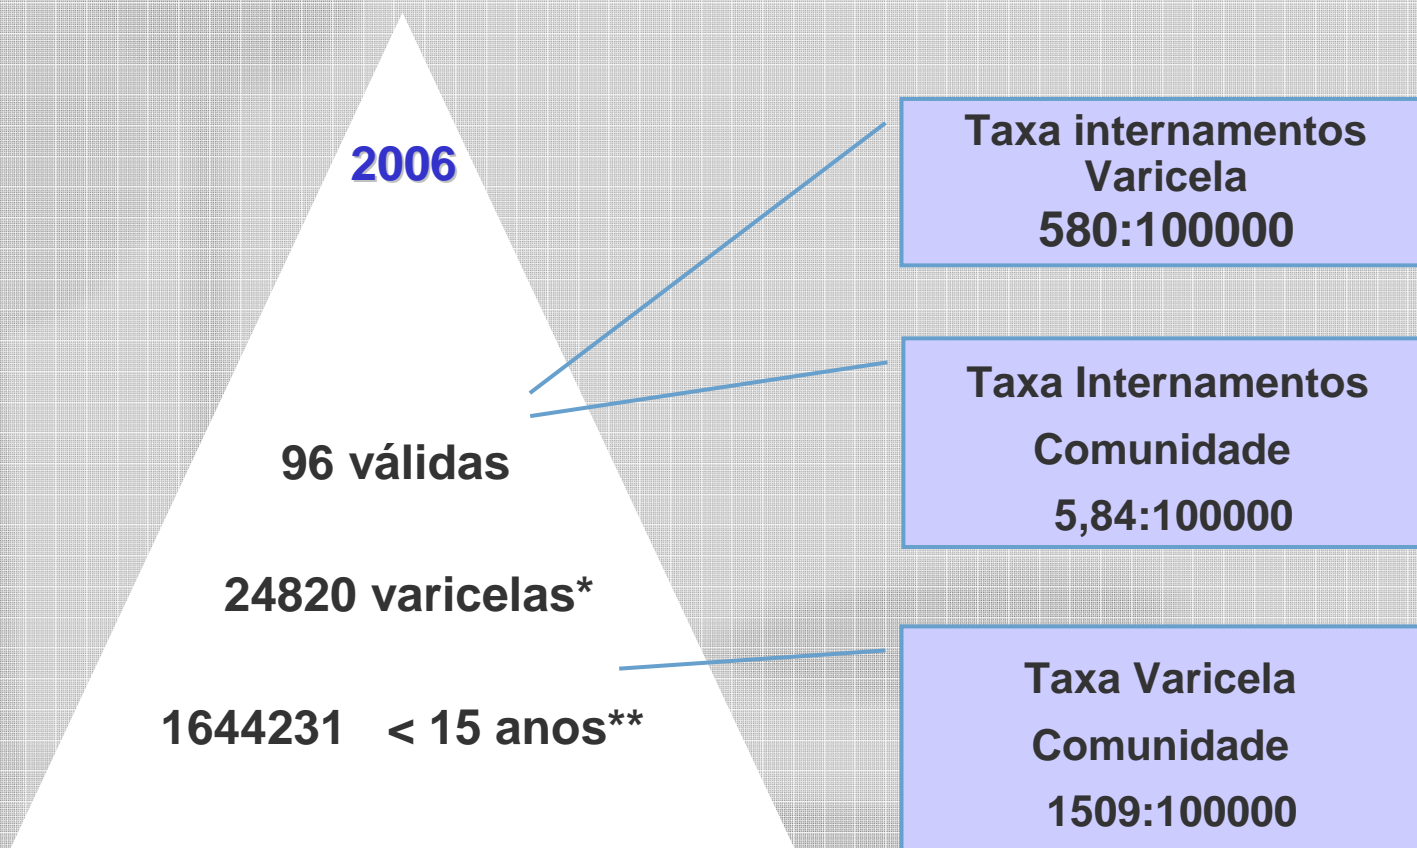 2006
96 válidas
24820 varicelas*
1644231 < 15 anos**
Taxa internamentos
Varicela
580:100000
Taxa Internamentos
Comunidade
5,84:100000
Taxa Varicela
Comunidade
1509:100000